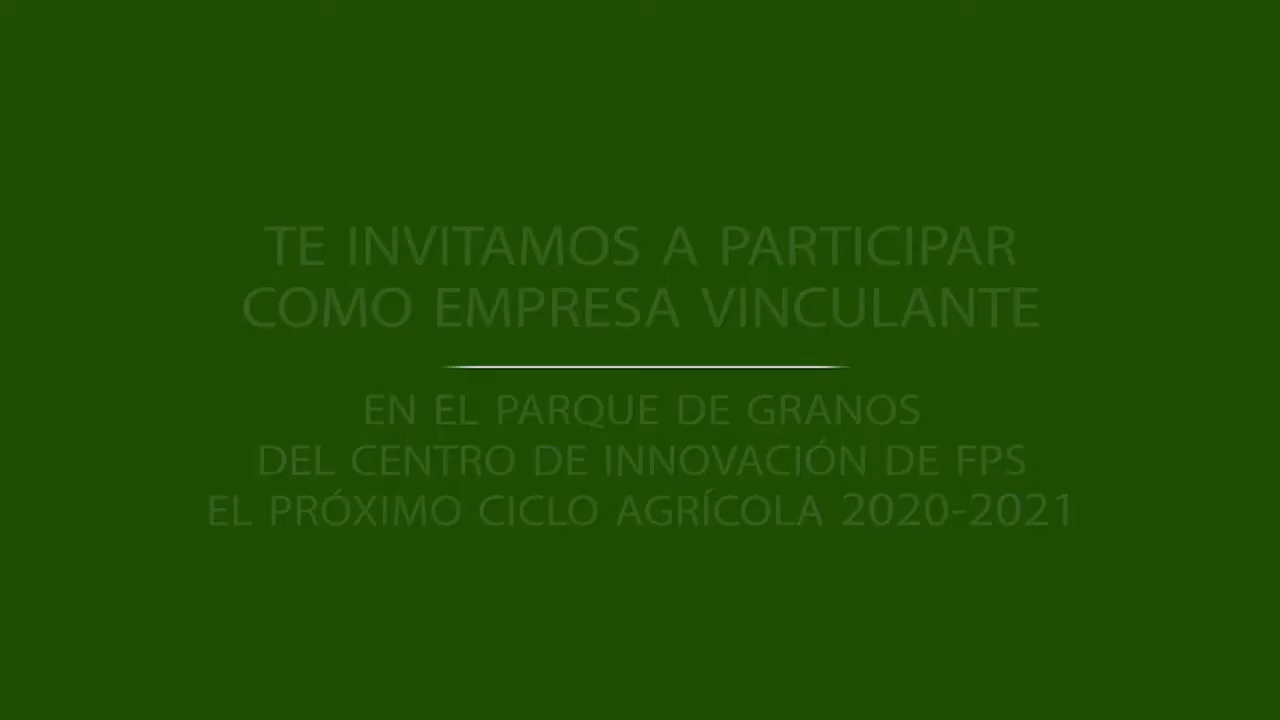 TE INVITAMOS A PARTICIPAR
COMO EMPRESA VINCULANTE
EN EL PARQUE DE GRANOS
DEL CENTRO DE INNOVACIÓN DE FPS
EL PRÓXIMO CICLO AGRÍCOLA 2020-2021